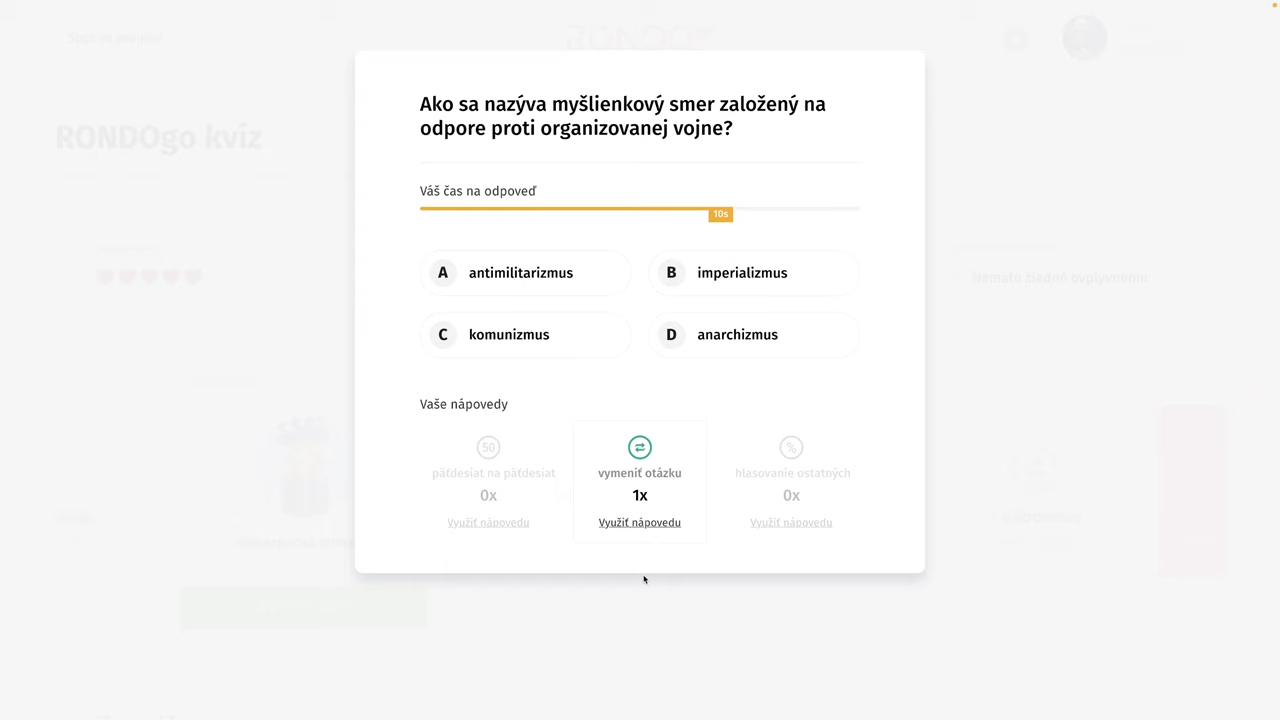 RONDO
RONDOgo kvíz
Ako sa nazýva myšlienkový smer založený na
odpore proti organizovanej vojne?
Váš čas na odpoveď
10s
A antimilitarizmus
B imperializmus
C komunizmus
D anarchizmus
Nemáte žiadne ovplyvnenia
Vaše nápovedy
50
%
päťdesiat na päťdesiat
vymeniť otázku
hlasovanie ostatných
0x
1x
0x
Využiť nápovedu
Využiť nápovedu
Využiť nápovedu